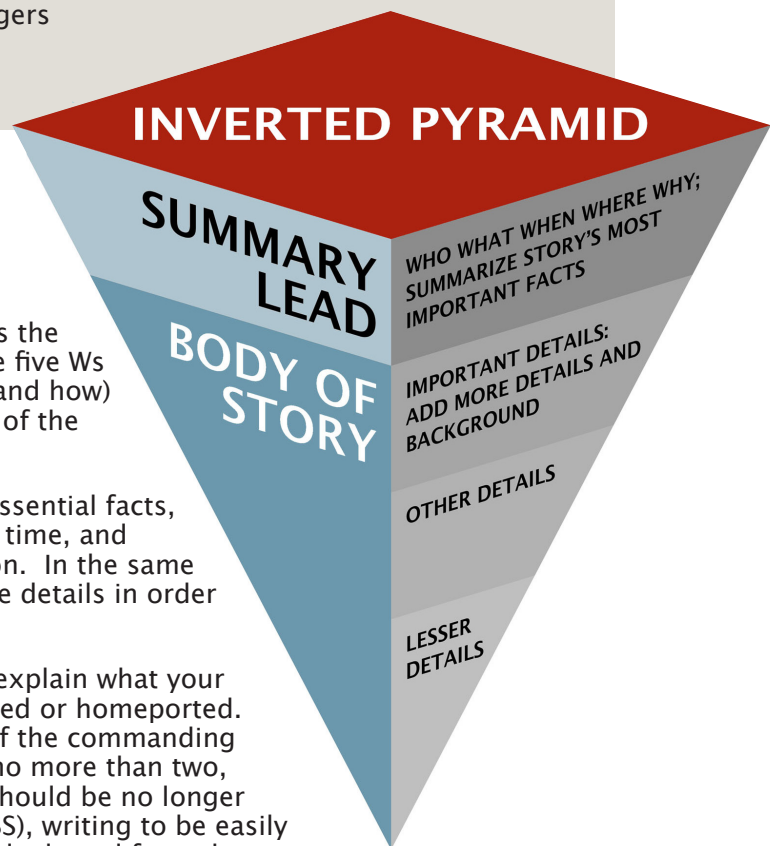 gers
INVERTED PYRAMID
SUMMARY
LEAD
BODY OF
STORY
WHO WHAT WHEN WHERE WHY;
SUMMARIZE STORY'S MOST
IMPORTANT FACTS
IMPORTANT DETAILS:
ADD MORE DETAILS AND
BACKGROUND
OTHER DETAILS
LESSER
DETAILS
s the
e five Ws
and how)
of the
ssential facts,
time, and
on. In the same
e details in order
explain what your
ed or homeported.
f the commanding
no more than two,
should be no longer
SS), writing to be easily